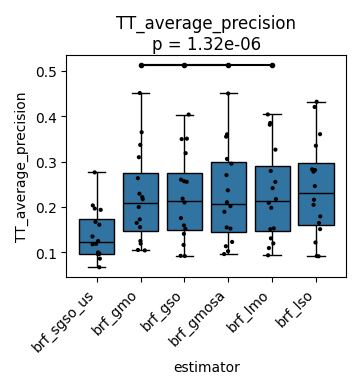 TT_average_precision
p = 1.32e-06
TT_average_precision
0.5
0.4
0.3
0.2
0.1
brf_sgso_us
brf_gmo
brf_gso
brf_gmosa
brf_lmo
brf_lso
estimator